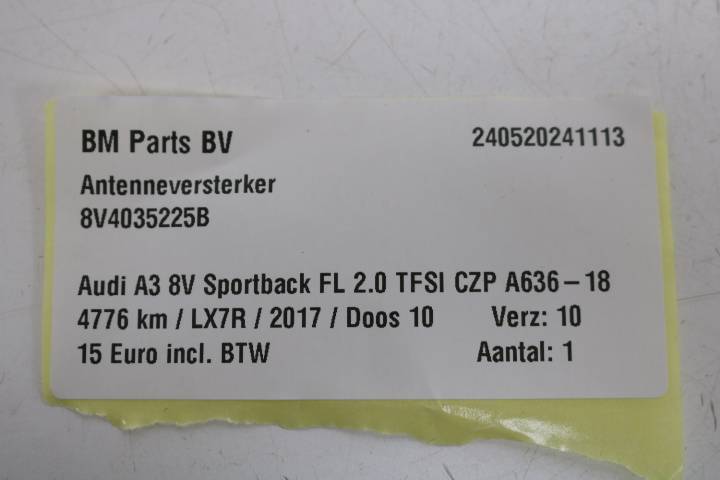 BM Parts BV 240520241113
Antenneversterker
8V4035225B
Audi A3 8V Sportback FL 2.0 TFSI CZP A636-18
4776 km / LX7R / 2017 / Doos 10 Verz: 10
15 Euro incl. BTW Aantal: 1